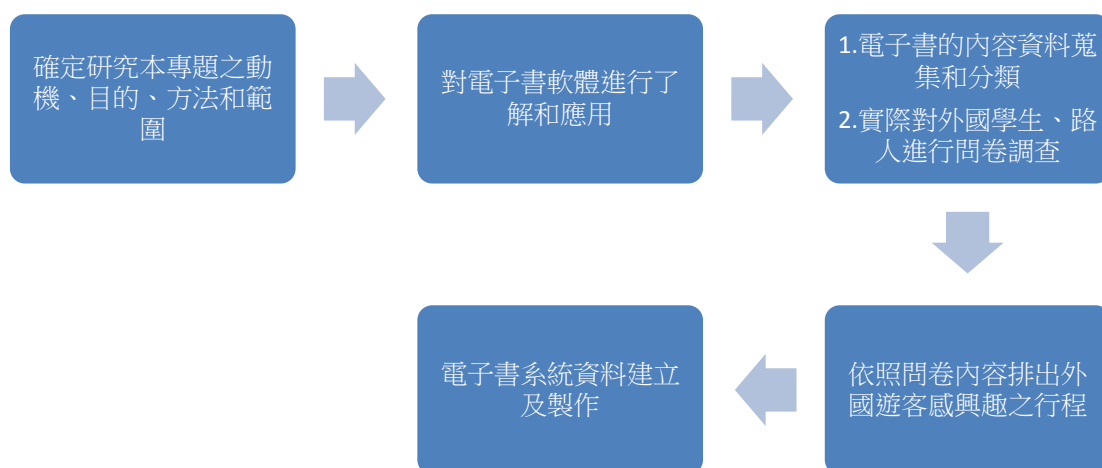 確定研究本專題之動
機、目的、方法和範
圍
對電子書軟體進行了
解和應用
1.電子書的內容資料蒐
集和分類
2.實際對外國學生、路
人進行問卷調查
依照問卷內容排出外
國遊客感興趣之行程
電子書系統資料建立
及製作